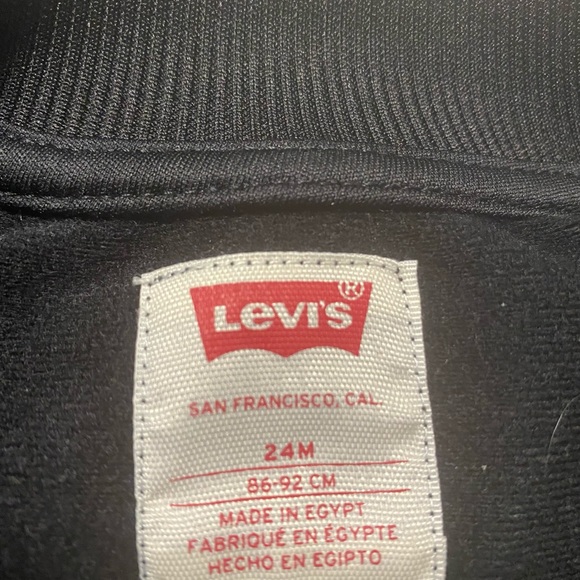 Levi's®
SAN FRANCISCO, CAL.
24M
86-92 CM
MADE IN EGYPT
FABRIQUÉ EN ÉGYPTE
HECHO EN EGIPTO